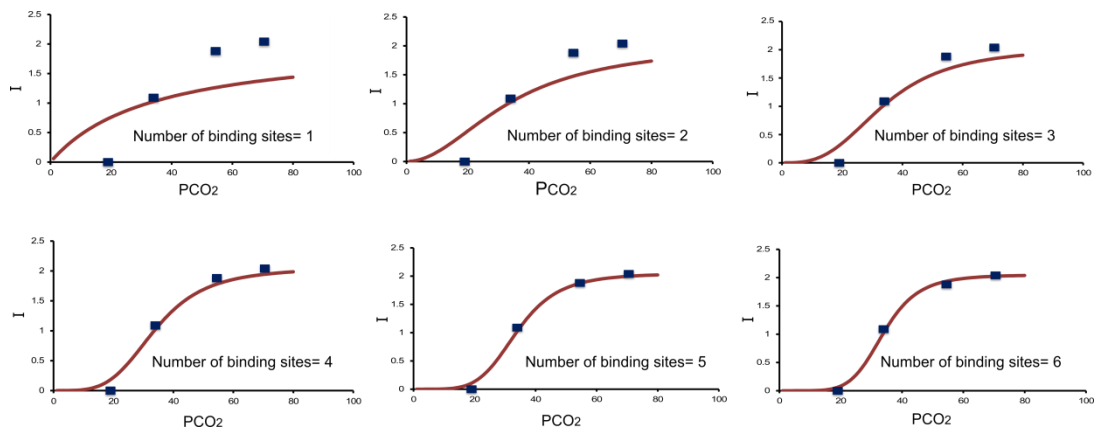 2.5
2
1.5
1
0.5
0
I
0 20 40 60 80 100
Number of binding sites= 1
PCO2
2.5
2
1.5
1
0.5
0
I
0 20 40 60 80 100
Number of binding sites= 2
PCO2
2.5
2
1.5
1
0.5
0
I
0 20 40 60 80 100
Number of binding sites= 3
PCO2
2.5
2
1.5
1
0.5
0
I
0 20 40 60 80 100
Number of binding sites= 4
PCO2
2.5
2
1.5
1
0.5
0
I
0 20 40 60 80 100
Number of binding sites= 5
PCO2
2.5
2
1.5
1
0.5
0
I
0 20 40 60 80 100
Number of binding sites= 6
PCO2